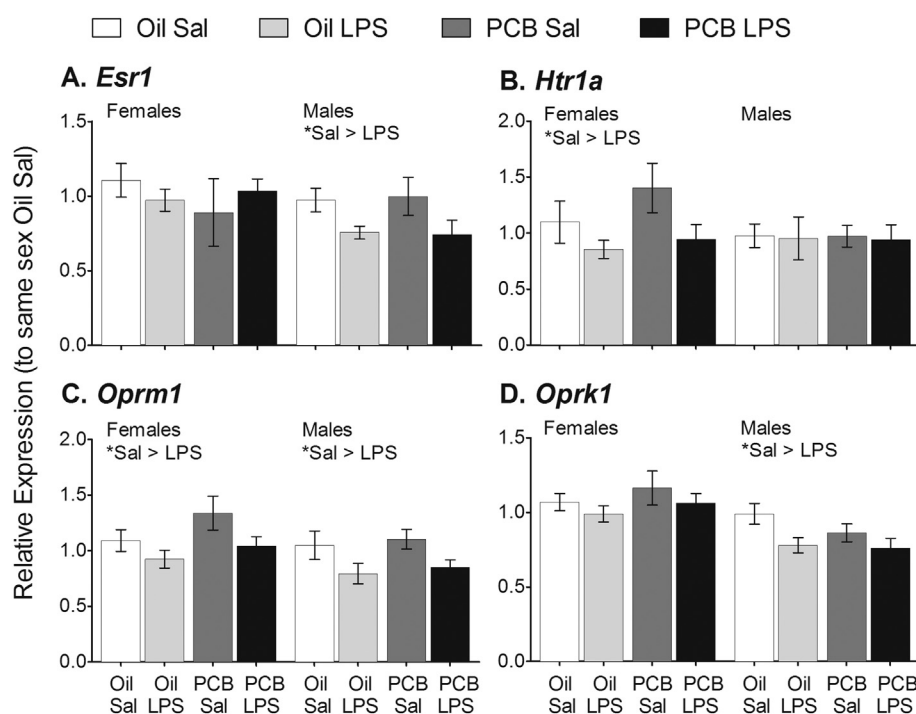 Oil Sal Oil LPS PCB Sal PCB LPS
A. Esr1
Females
Males
*Sal > LPS
1.5
1.0
0.5
0.0
B. Htr1a
Females
*Sal > LPS
Males
2.0
1.5
1.0
0.5
0.0
Relative Expression (to same sex Oil Sal)
C. Oprm1
Females
*Sal > LPS
Males
*Sal > LPS
2.0
1.5
1.0
0.5
0.0
Oil Oil PCB PCB Oil Oil PCB PCB
Sal LPS Sal LPS Sal LPS Sal LPS
D. Oprk1
Females
Males
*Sal > LPS
1.5
1.0
0.5
0.0
Oil Oil PCB PCB Oil Oil PCB PCB
Sal LPS Sal LPS Sal LPS Sal LPS